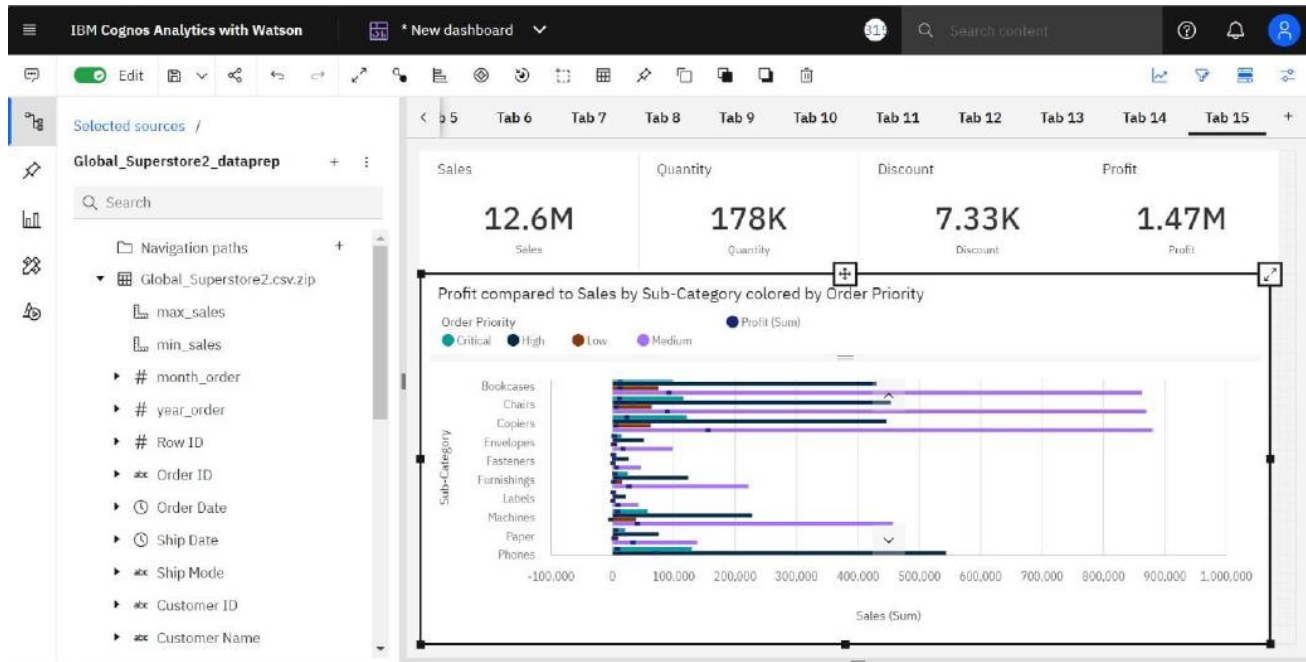 IBM Cognos Analytics with Watson
* New dashboard
Search content
Edit
Selected sources /
Global_Superstore2_dataprep
Search
Navigation paths
Global_Superstore2.csv.zip
max_sales
min_sales
# month_order
# year_order
# Row ID
abc Order ID
Order Date
Ship Date
abc Ship Mode
abc Customer ID
abc Customer Name
5 Tab 6 Tab 7 Tab 8 Tab 9 Tab 10 Tab 11 Tab 12 Tab 13 Tab 14 Tab 15 +
Sales Quantity Discount Profit
12.6M 178K 7.33K 1.47M
Sales Quantity Discount Profit
Profit compared to Sales by Sub-Category colored by Order Priority
Order Priority Profit (Sum)
Critical High Low Medium
Sub-Category
Bookcases
Chairs
Copiers
Envelopes
Fasteners
Furnishings
Labels
Machines
Paper
Phones
-100,000 0 100,000 200,000 300,000 400,000 500,000 600,000 700,000 800,000 900,000 1,000,000
Sales (Sum)